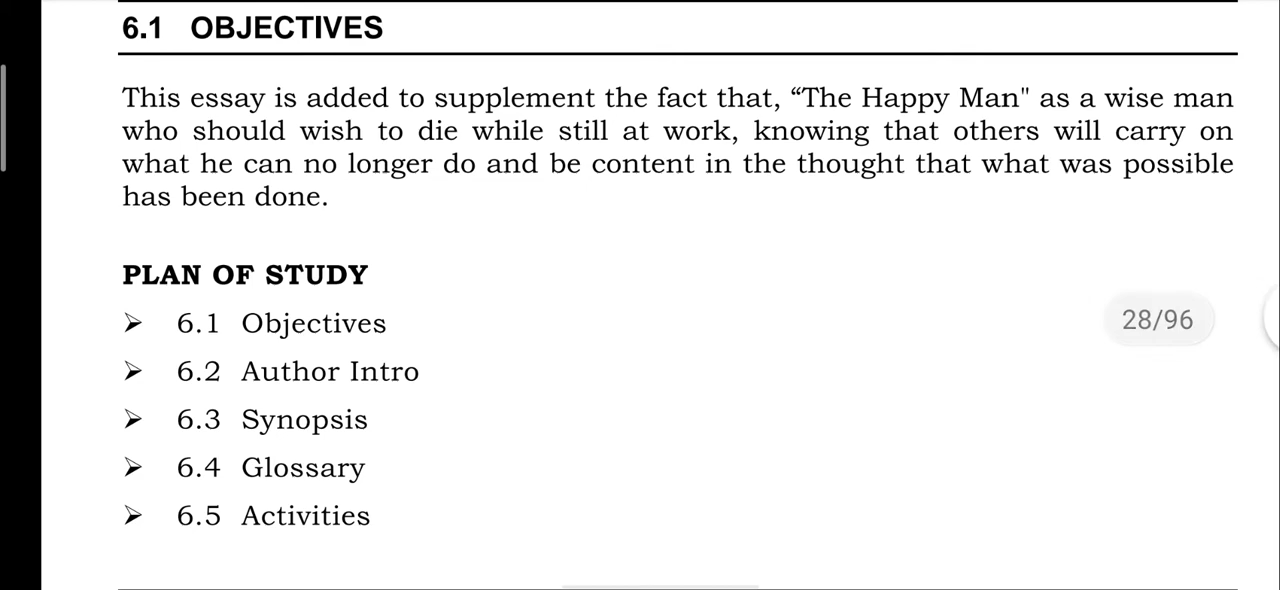 6.1 OBJECTIVES
This essay is added to supplement the fact that, “The Happy Man" as a wise man
who should wish to die while still at work, knowing that others will carry on
what he can no longer do and be content in the thought that what was possible
has been done.
PLAN OF STUDY
➢ 6.1 Objectives
28/96
➢ 6.2 Author Intro
➢ 6.3 Synopsis
➢ 6.4 Glossary
➢ 6.5 Activities